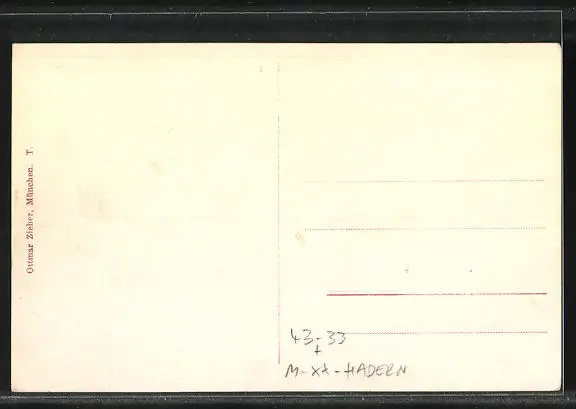 Ottmar Zieher, München. T.
43-33
+
M-XX-HADERN